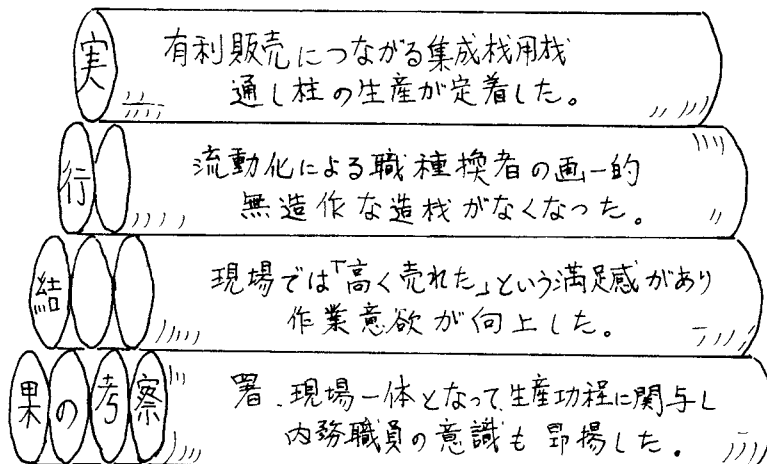 実
有利販売につながる集成材用材
通し柱の生産が定着した。
行
流動化による職種換者の画一的
無造作な造材がなくなった。
結
現場では「高く売れた」という満足感があり
作業意欲が向上した。
果の考察
署、現場一体となって、生産功程に関与し
内務職員の意識も昂揚した。